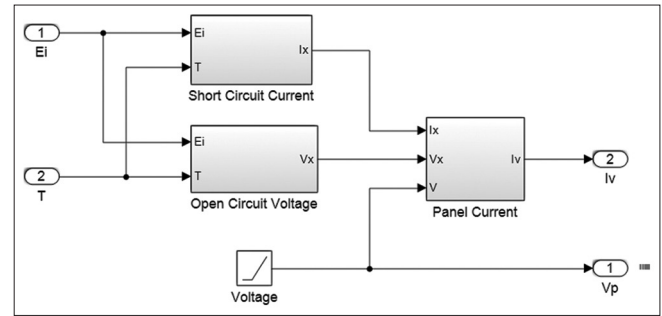 1
Ei
Ei
T
Ix
Short Circuit Current
2
T
Ei
T
Vx
Open Circuit Voltage
Ix
Vx
V
Iv
Panel Current
2
Iv
Voltage
1
Vp